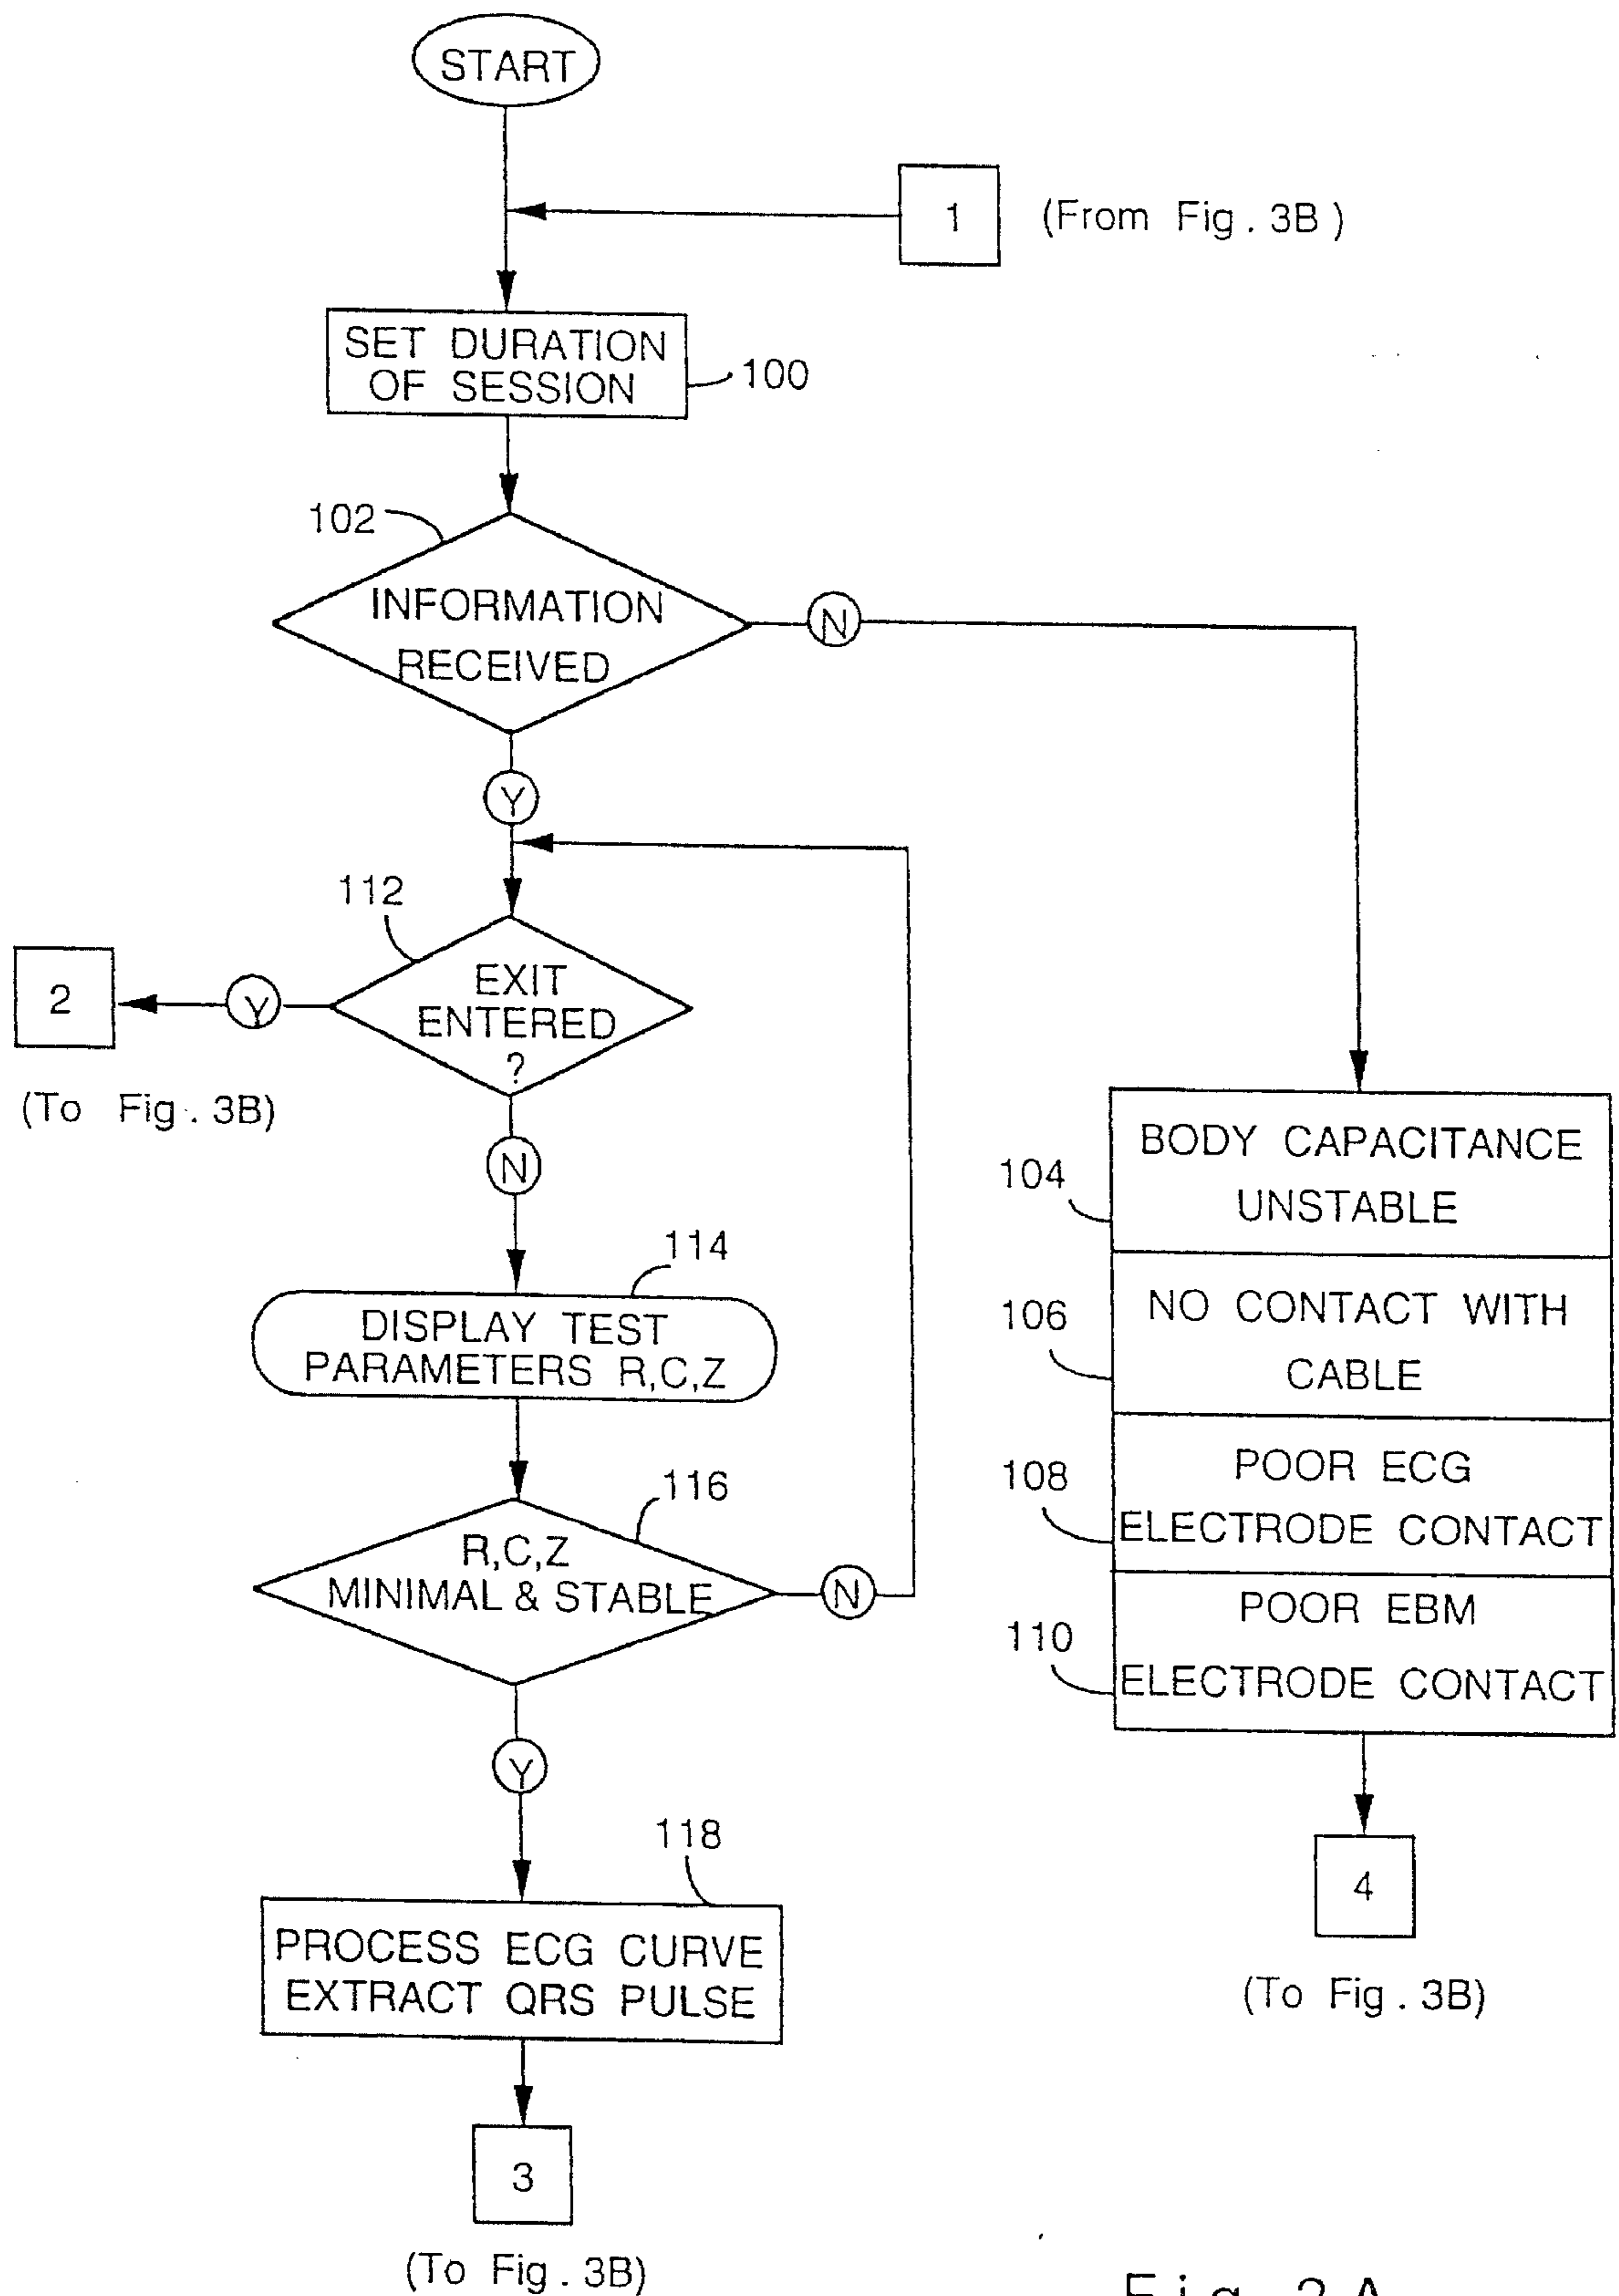 START
1 (From Fig. 3B)
SET DURATION
OF SESSION
100
102
INFORMATION
RECEIVED
N
Y
112
EXIT
ENTERED
?
Y
2
(To Fig. 3B)
N
114
DISPLAY TEST
PARAMETERS R,C,Z
116
R,C,Z
MINIMAL & STABLE
N
Y
118
PROCESS ECG CURVE
EXTRACT QRS PULSE
3
(To Fig. 3B)
104
BODY CAPACITANCE
UNSTABLE
106
NO CONTACT WITH
CABLE
108
POOR ECG
ELECTRODE CONTACT
110
POOR EBM
ELECTRODE CONTACT
4
(To Fig. 3B)